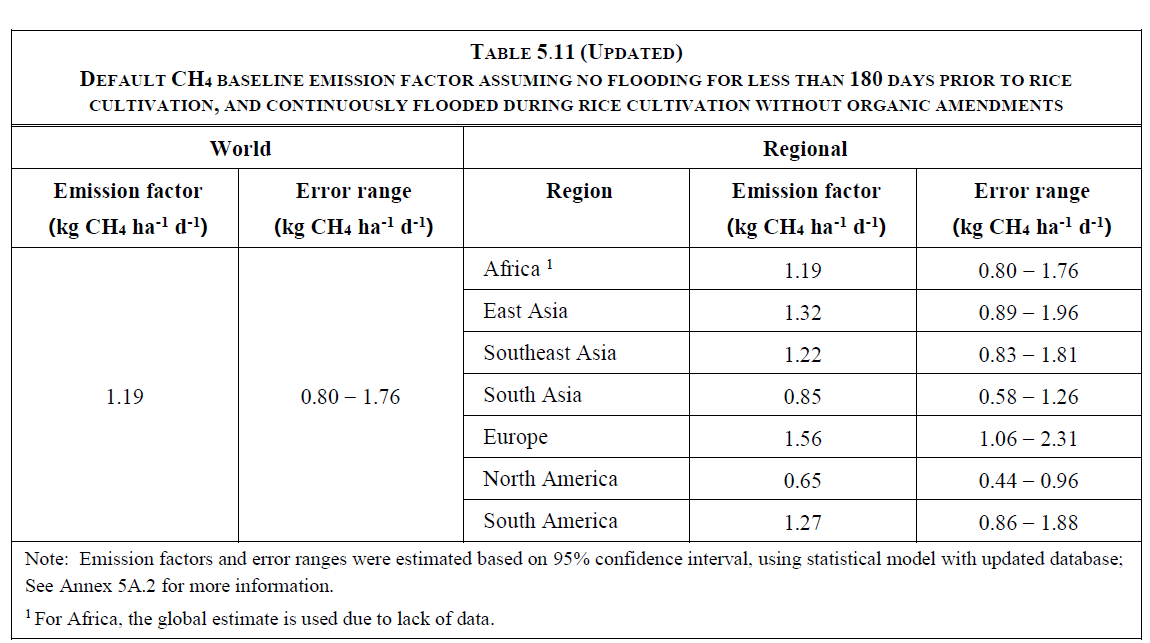 TABLE 5.11 (UPDATED)
DEFAULT CH4 BASELINE EMISSION FACTOR ASSUMING NO FLOODING FOR LESS THAN 180 DAYS PRIOR TO RICE
CULTIVATION, AND CONTINUOUSLY FLOODED DURING RICE CULTIVATION WITHOUT ORGANIC AMENDMENTS
World Regional
Emission factor Error range Region Emission factor Error range
(kg CH4 ha-1 d-1) (kg CH4 ha-1 d-1) (kg CH4 ha-1 d-1) (kg CH4 ha-1 d-1)
Africa 1 1.19 0.80 – 1.76
East Asia 1.32 0.89 – 1.96
Southeast Asia 1.22 0.83 – 1.81
1.19 0.80 – 1.76 South Asia 0.85 0.58 – 1.26
Europe 1.56 1.06 – 2.31
North America 0.65 0.44 – 0.96
South America 1.27 0.86 – 1.88
Note: Emission factors and error ranges were estimated based on 95% confidence interval, using statistical model with updated database;
See Annex 5A.2 for more information.
1 For Africa, the global estimate is used due to lack of data.